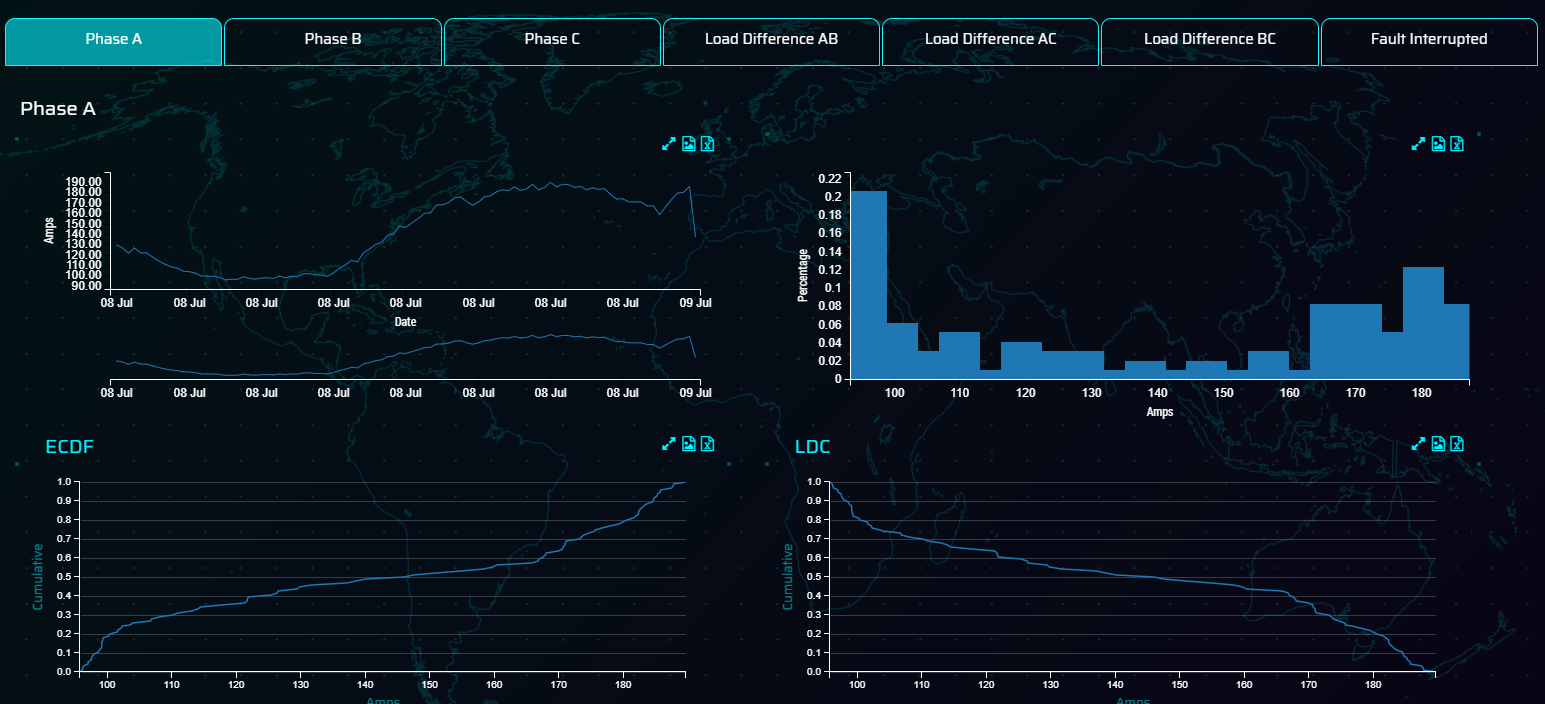 Phase A Phase B Phase C Load Difference AB Load Difference AC Load Difference BC Fault Interrupted
Phase A
190.00
180.00
170.00
160.00
150.00
140.00
130.00
120.00
110.00
100.00
90.00
Amps
08 Jul 08 Jul 08 Jul 08 Jul 08 Jul 08 Jul 08 Jul 08 Jul 09 Jul
Date
08 Jul 08 Jul 08 Jul 08 Jul 08 Jul 08 Jul 08 Jul 08 Jul 09 Jul
0.22
0.2
0.18
0.16
0.14
0.12
0.1
0.08
0.06
0.04
0.02
0
Percentage
100 110 120 130 140 150 160 170 180
Amps
ECDF
1.0
0.9
0.8
0.7
0.6
0.5
0.4
0.3
0.2
0.1
0.0
Cumulative
100 110 120 130 140 150 160 170 180
Amps
LDC
1.0
0.9
0.8
0.7
0.6
0.5
0.4
0.3
0.2
0.1
0.0
Cumulative
100 110 120 130 140 150 160 170 180
Amps